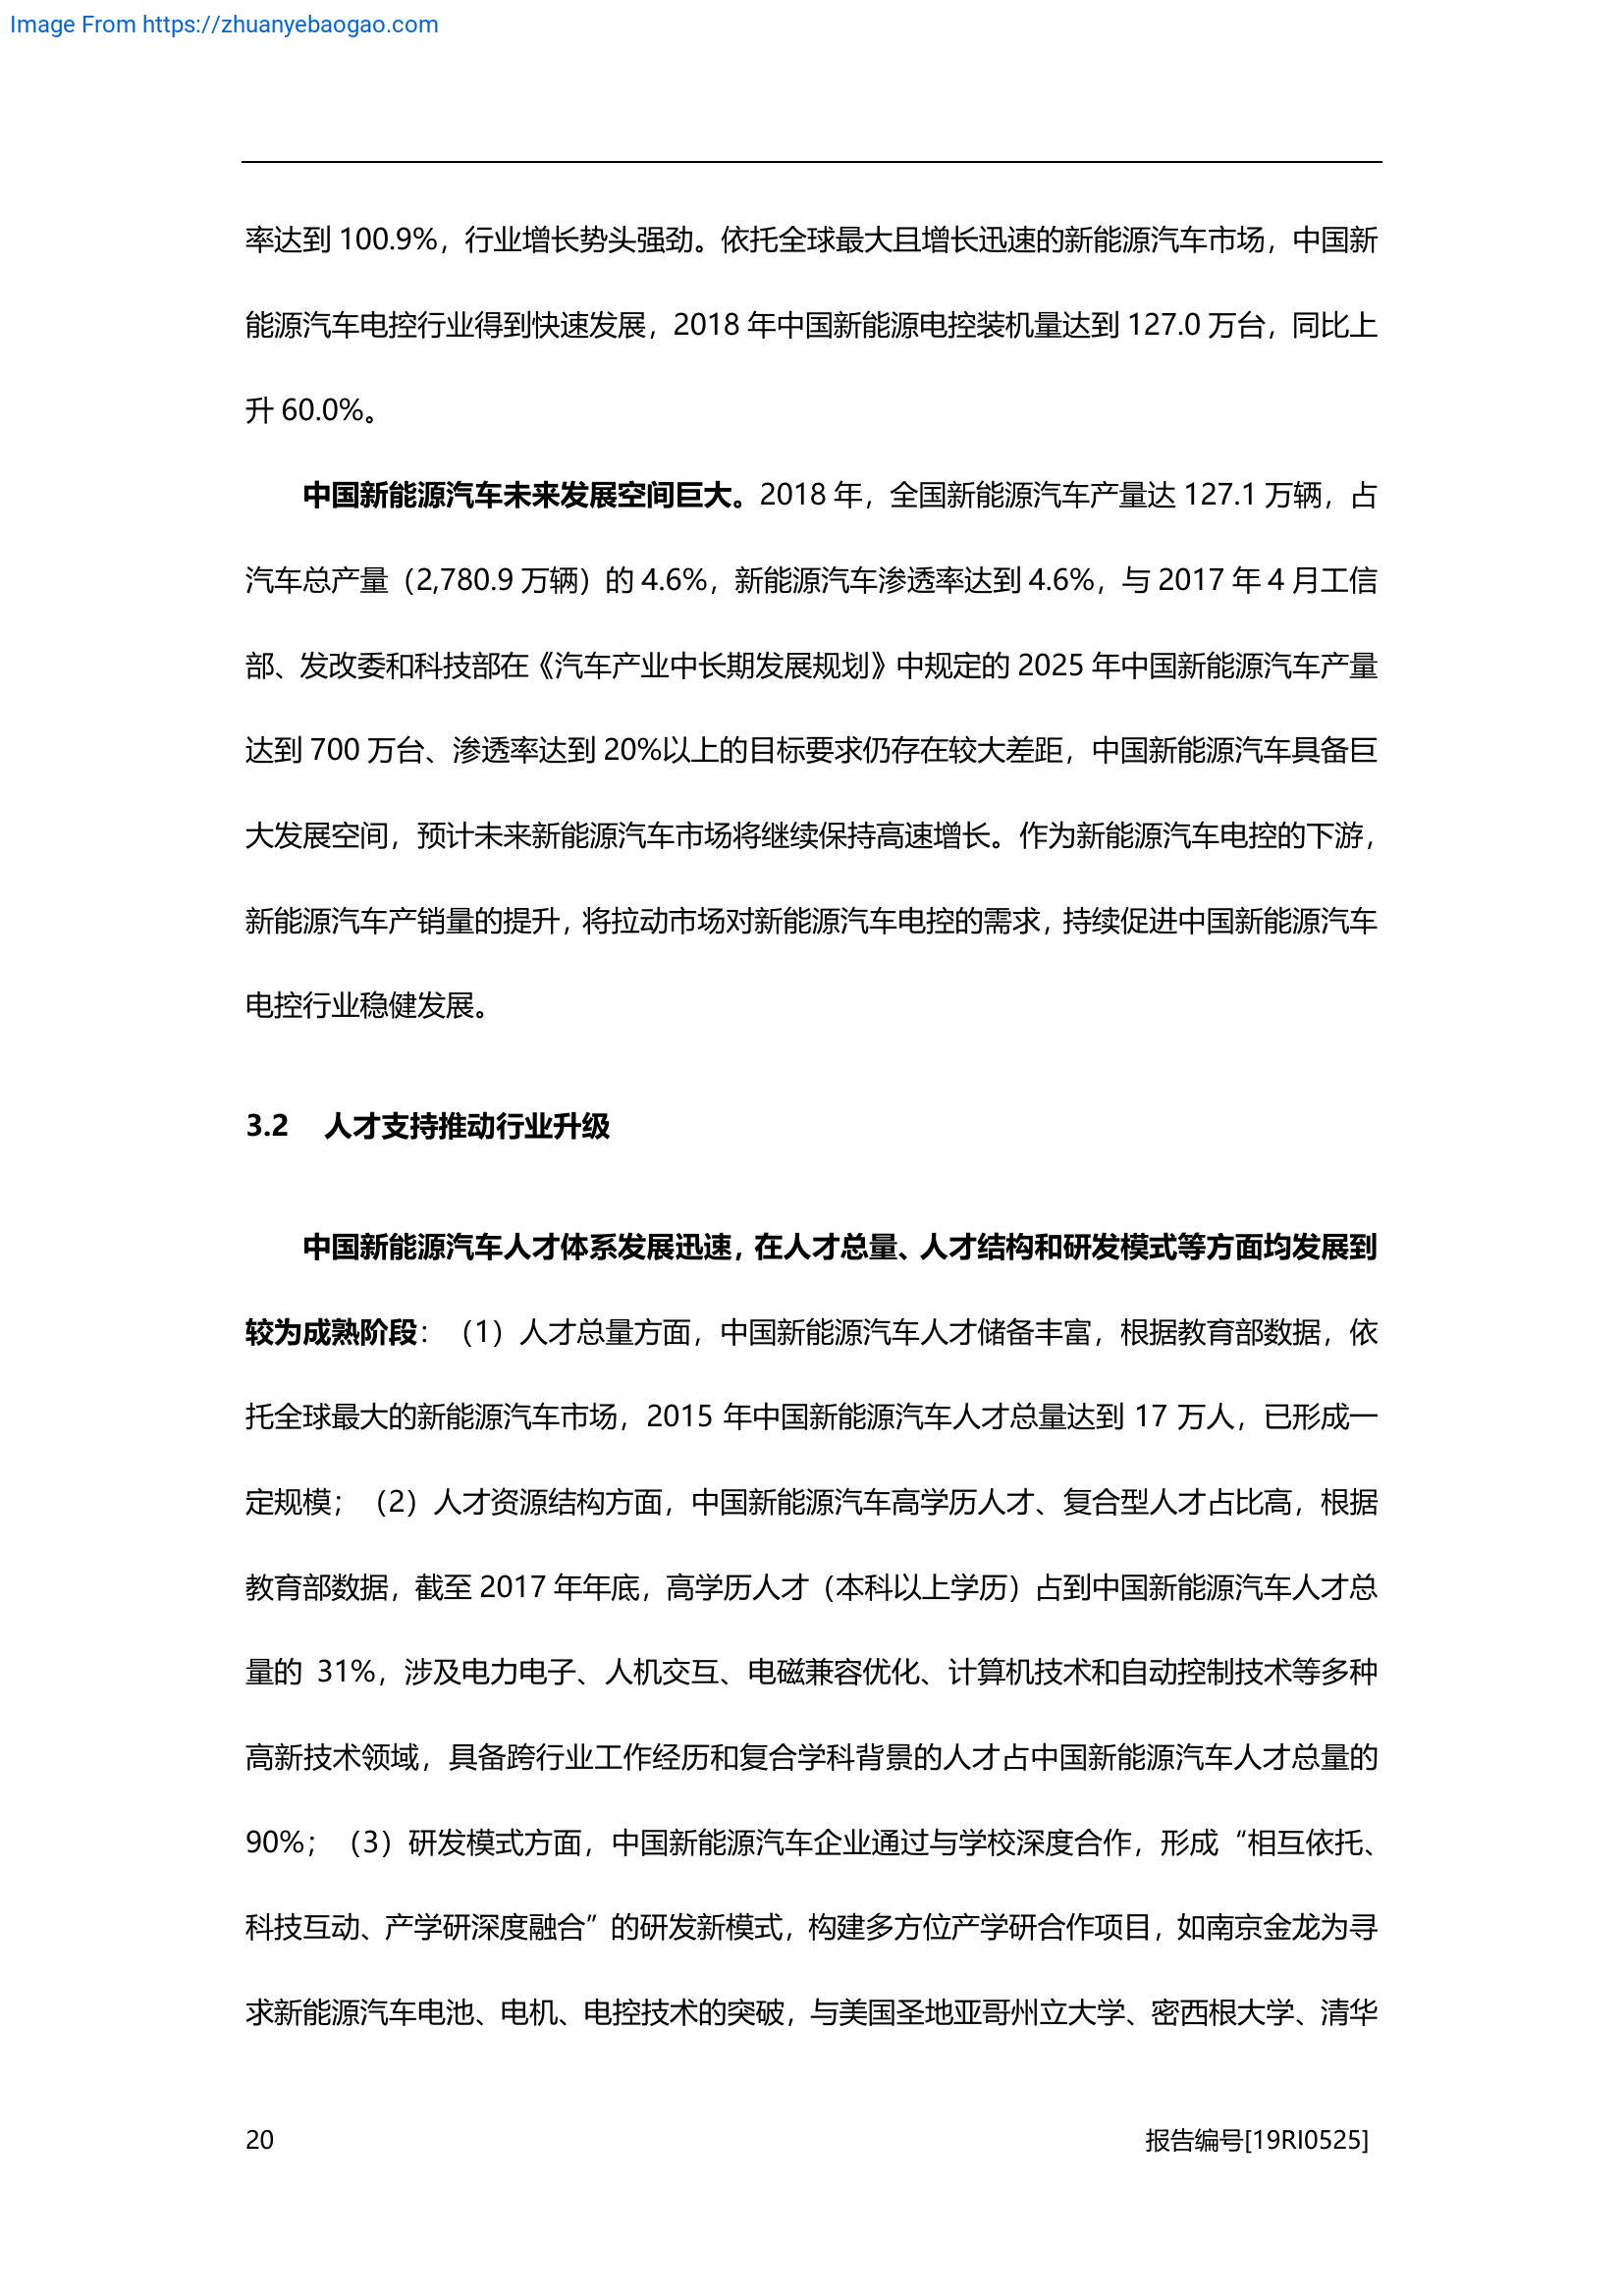 Image From https://zhuanyebaogao.com
率达到 100.9%，行业增长势头强劲。依托全球最大且增长迅速的新能源汽车市场，中国新
能源汽车电控行业得到快速发展，2018 年中国新能源电控装机量达到 127.0 万台，同比上
升 60.0%。
中国新能源汽车未来发展空间巨大。2018 年，全国新能源汽车产量达 127.1 万辆，占
汽车总产量（2,780.9 万辆）的 4.6%，新能源汽车渗透率达到 4.6%，与 2017 年 4 月工信
部、发改委和科技部在《汽车产业中长期发展规划》中规定的 2025 年中国新能源汽车产量
达到 700 万台、渗透率达到 20%以上的目标要求仍存在较大差距，中国新能源汽车具备巨
大发展空间，预计未来新能源汽车市场将继续保持高速增长。作为新能源汽车电控的下游，
新能源汽车产销量的提升，将拉动市场对新能源汽车电控的需求，持续促进中国新能源汽车
电控行业稳健发展。
3.2 人才支持推动行业升级
中国新能源汽车人才体系发展迅速，在人才总量、人才结构和研发模式等方面均发展到
较为成熟阶段：（1）人才总量方面，中国新能源汽车人才储备丰富，根据教育部数据，依
托全球最大的新能源汽车市场，2015 年中国新能源汽车人才总量达到 17 万人，已形成一
定规模；（2）人才资源结构方面，中国新能源汽车高学历人才、复合型人才占比高，根据
教育部数据，截至 2017 年年底，高学历人才（本科以上学历）占到中国新能源汽车人才总
量的 31%，涉及电力电子、人机交互、电磁兼容优化、计算机技术和自动控制技术等多种
高新技术领域，具备跨行业工作经历和复合学科背景的人才占中国新能源汽车人才总量的
90%；（3）研发模式方面，中国新能源汽车企业通过与学校深度合作，形成“相互依托、
科技互动、产学研深度融合”的研发新模式，构建多方位产学研合作项目，如南京金龙为寻
求新能源汽车电池、电机、电控技术的突破，与美国圣地亚哥州立大学、密西根大学、清华
20 报告编号[19RI0525]